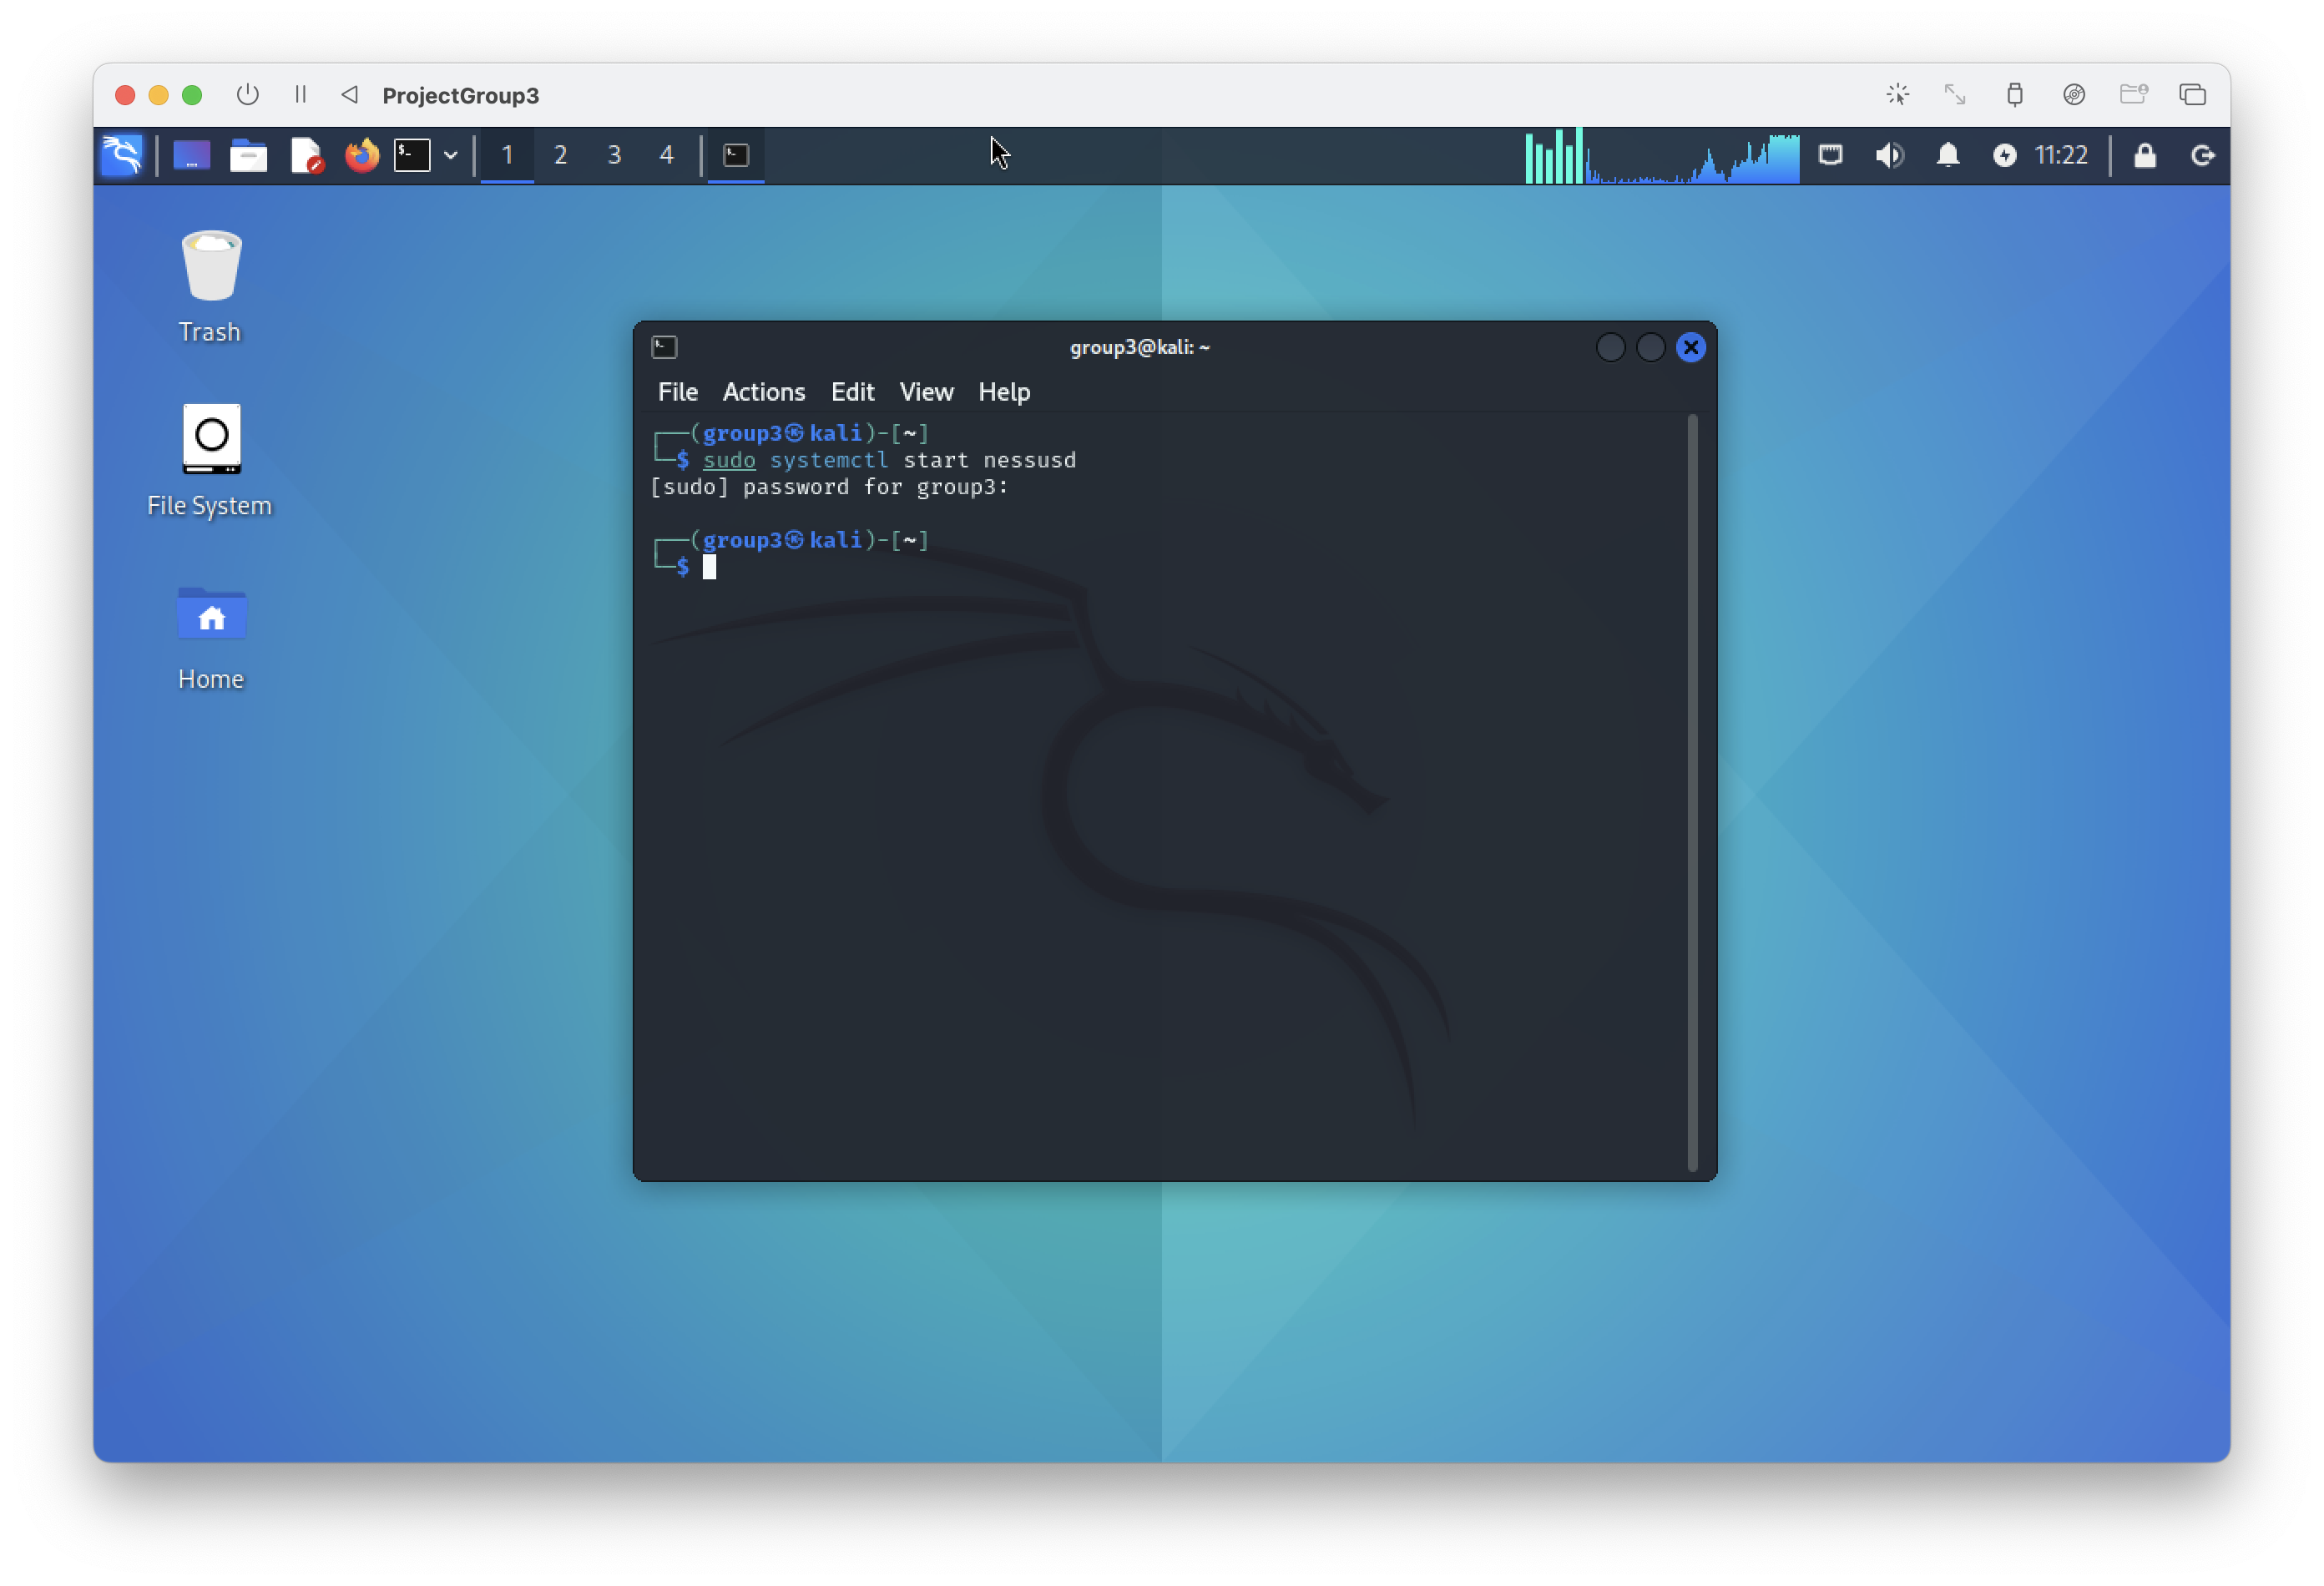 ProjectGroup3
1 2 3 4
11:22
Trash
File System
Home
group3@kali: ~
File Actions Edit View Help
┌──(group3㉿kali)-[~]
└─$ sudo systemctl start nessusd
[sudo] password for group3:
┌──(group3㉿kali)-[~]
└─$